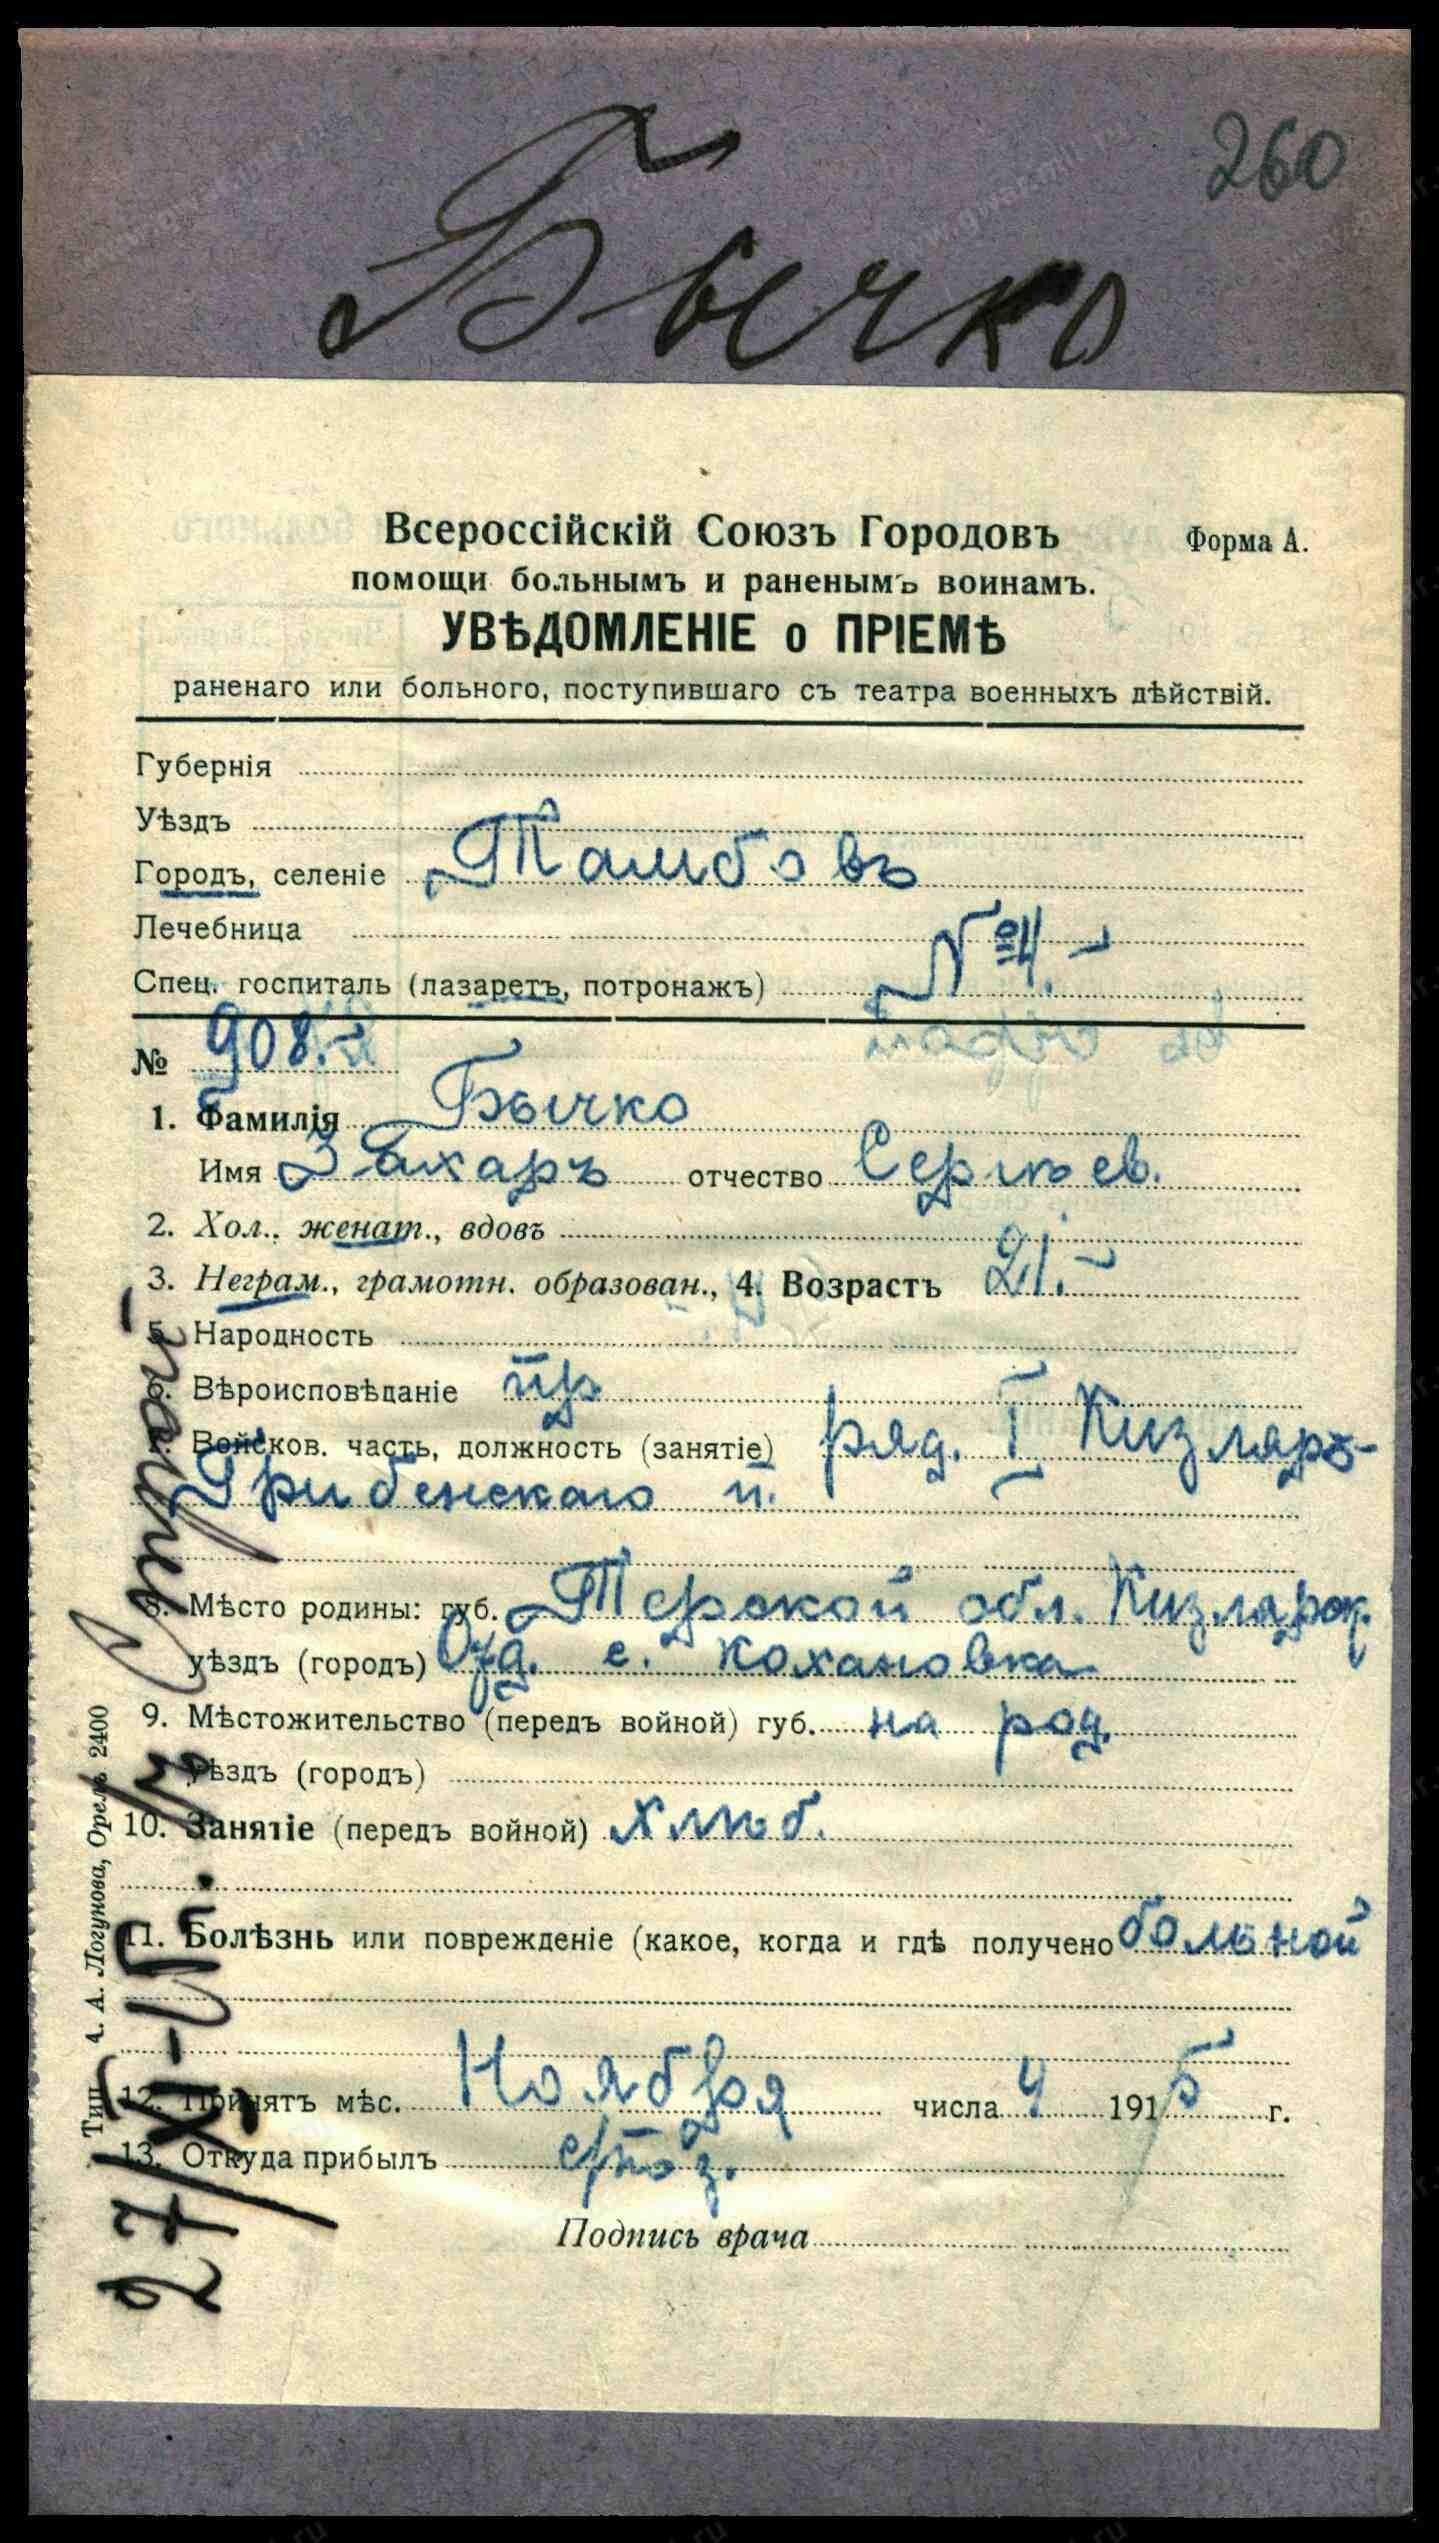 260
Бычко
Всероссійскій Союзъ Городовъ
Форма А.
помощи больнымъ и раненымъ воинамъ.
УВѢДОМЛЕНІЕ о ПРІЕМѢ
раненаго или больного, поступившаго съ театра военныхъ дѣйствій.
Губернія
Уѣздъ
Городъ, селеніе Тамбовъ
Лечебница
Спец. госпиталь (лазаретъ, потронажъ) № 4.
№ 908.
1. Фамилія Бычко
Имя Захаръ отчество Сергѣев.
2. Хол., женат., вдовъ
3. Неграм., грамотн. образован., 4. Возрастъ 21.
5. Народность
6. Вѣроисповѣданіе пр
7. Войсков. часть, должность (занятіе) ряд. I Кизляро-
Гребенскаго п.
8. Мѣсто родины: губ. Терской обл. Кизлярск.
уѣздъ (городъ) Отд. с. Кохановка
9. Мѣстожительство (передъ войной) губ. на род.
уѣздъ (городъ)
10. Занятіе (передъ войной) хлѣб.
11. Болѣзнь или поврежденіе (какое, когда и гдѣ получено больной
12. Принятъ мѣс. Ноября числа 4 1915 г.
13. Откуда прибылъ с поѣз.
Подпись врача
Тип. А. А. Логунова, Орелъ 2400
27/XI-15г.